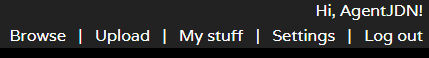 Hi, AgentJDN!
Browse | Upload | My stuff | Settings | Log out